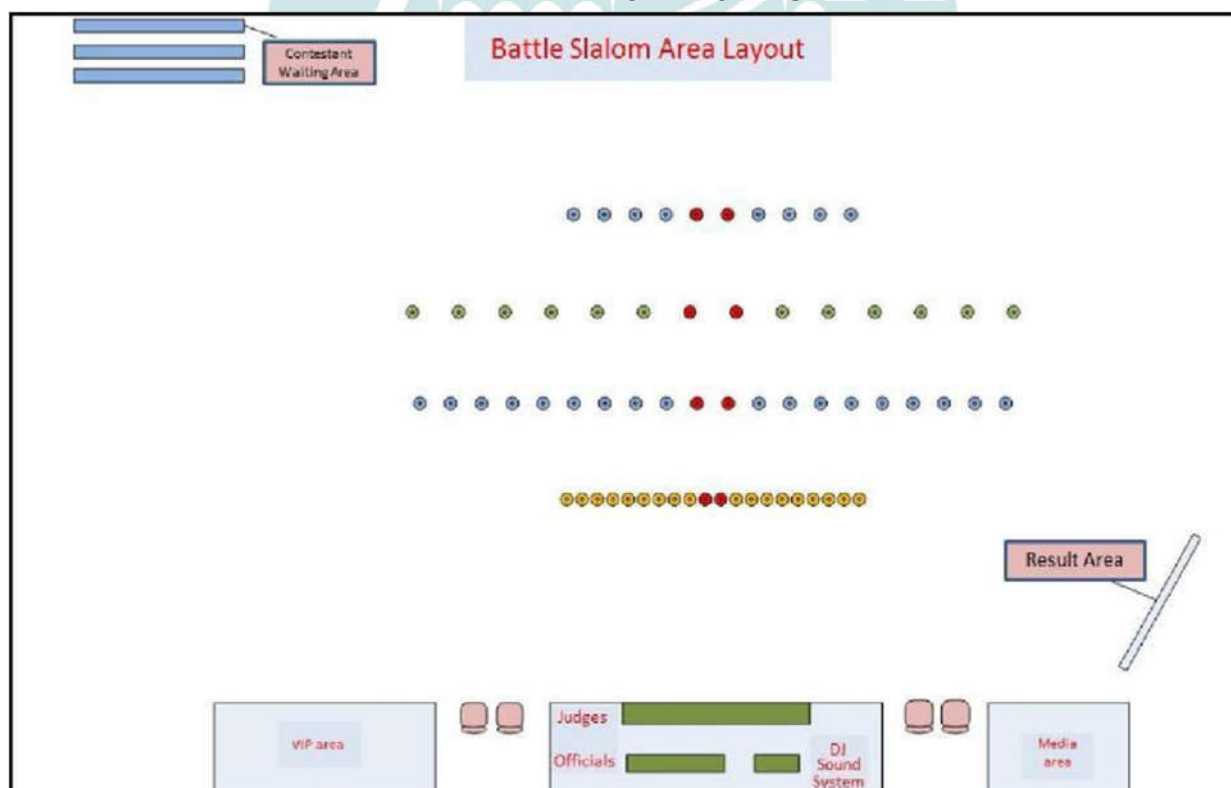 Battle Slalom Area Layout
Contestant
Waiting Area
Result Area
VIP area
Judges
Officials
DJ
Sound
System
Media
area